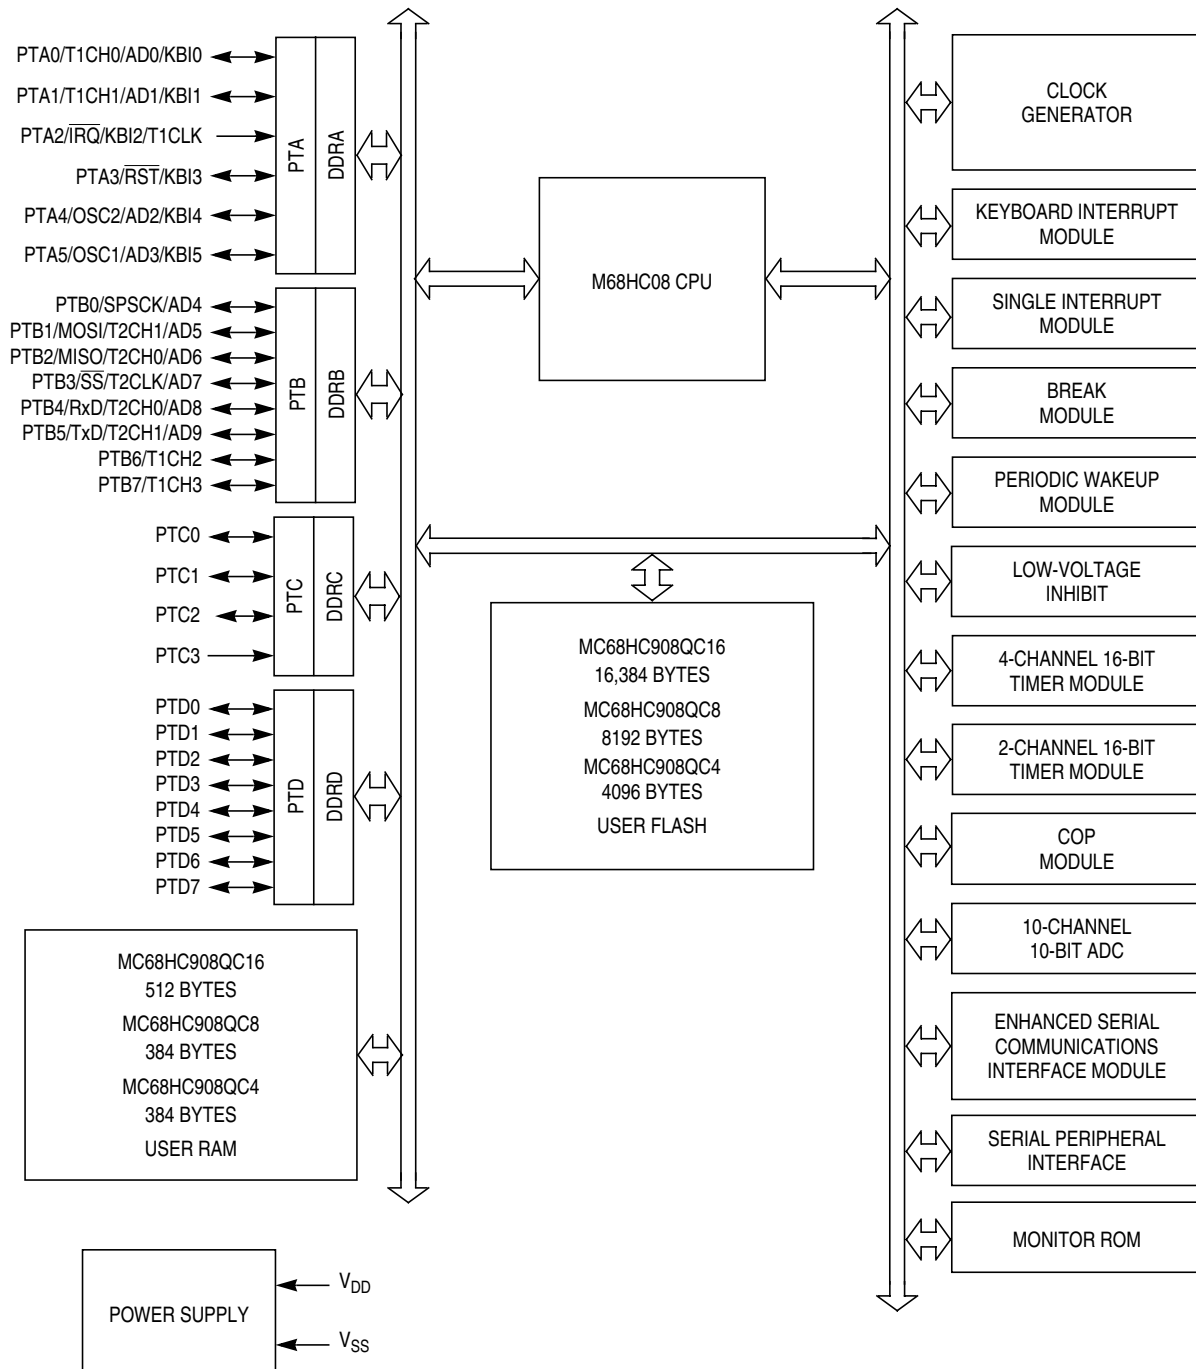 PTA0/T1CH0/AD0/KBI0
PTA1/T1CH1/AD1/KBI1
PTA2/IRQ/KBI2/T1CLK
PTA3/RST/KBI3
PTA4/OSC2/AD2/KBI4
PTA5/OSC1/AD3/KBI5
PTA
DDRA
PTB0/SPSCK/AD4
PTB1/MOSI/T2CH1/AD5
PTB2/MISO/T2CH0/AD6
PTB3/SS/T2CLK/AD7
PTB4/RxD/T2CH0/AD8
PTB5/TxD/T2CH1/AD9
PTB6/T1CH2
PTB7/T1CH3
PTB
DDRB
PTC0
PTC1
PTC2
PTC3
PTC
DDRC
PTD0
PTD1
PTD2
PTD3
PTD4
PTD5
PTD6
PTD7
PTD
DDRD
MC68HC908QC16
512 BYTES
MC68HC908QC8
384 BYTES
MC68HC908QC4
384 BYTES
USER RAM
POWER SUPPLY
VDD
VSS
M68HC08 CPU
MC68HC908QC16
16,384 BYTES
MC68HC908QC8
8192 BYTES
MC68HC908QC4
4096 BYTES
USER FLASH
CLOCK
GENERATOR
KEYBOARD INTERRUPT
MODULE
SINGLE INTERRUPT
MODULE
BREAK
MODULE
PERIODIC WAKEUP
MODULE
LOW-VOLTAGE
INHIBIT
4-CHANNEL 16-BIT
TIMER MODULE
2-CHANNEL 16-BIT
TIMER MODULE
COP
MODULE
10-CHANNEL
10-BIT ADC
ENHANCED SERIAL
COMMUNICATIONS
INTERFACE MODULE
SERIAL PERIPHERAL
INTERFACE
MONITOR ROM